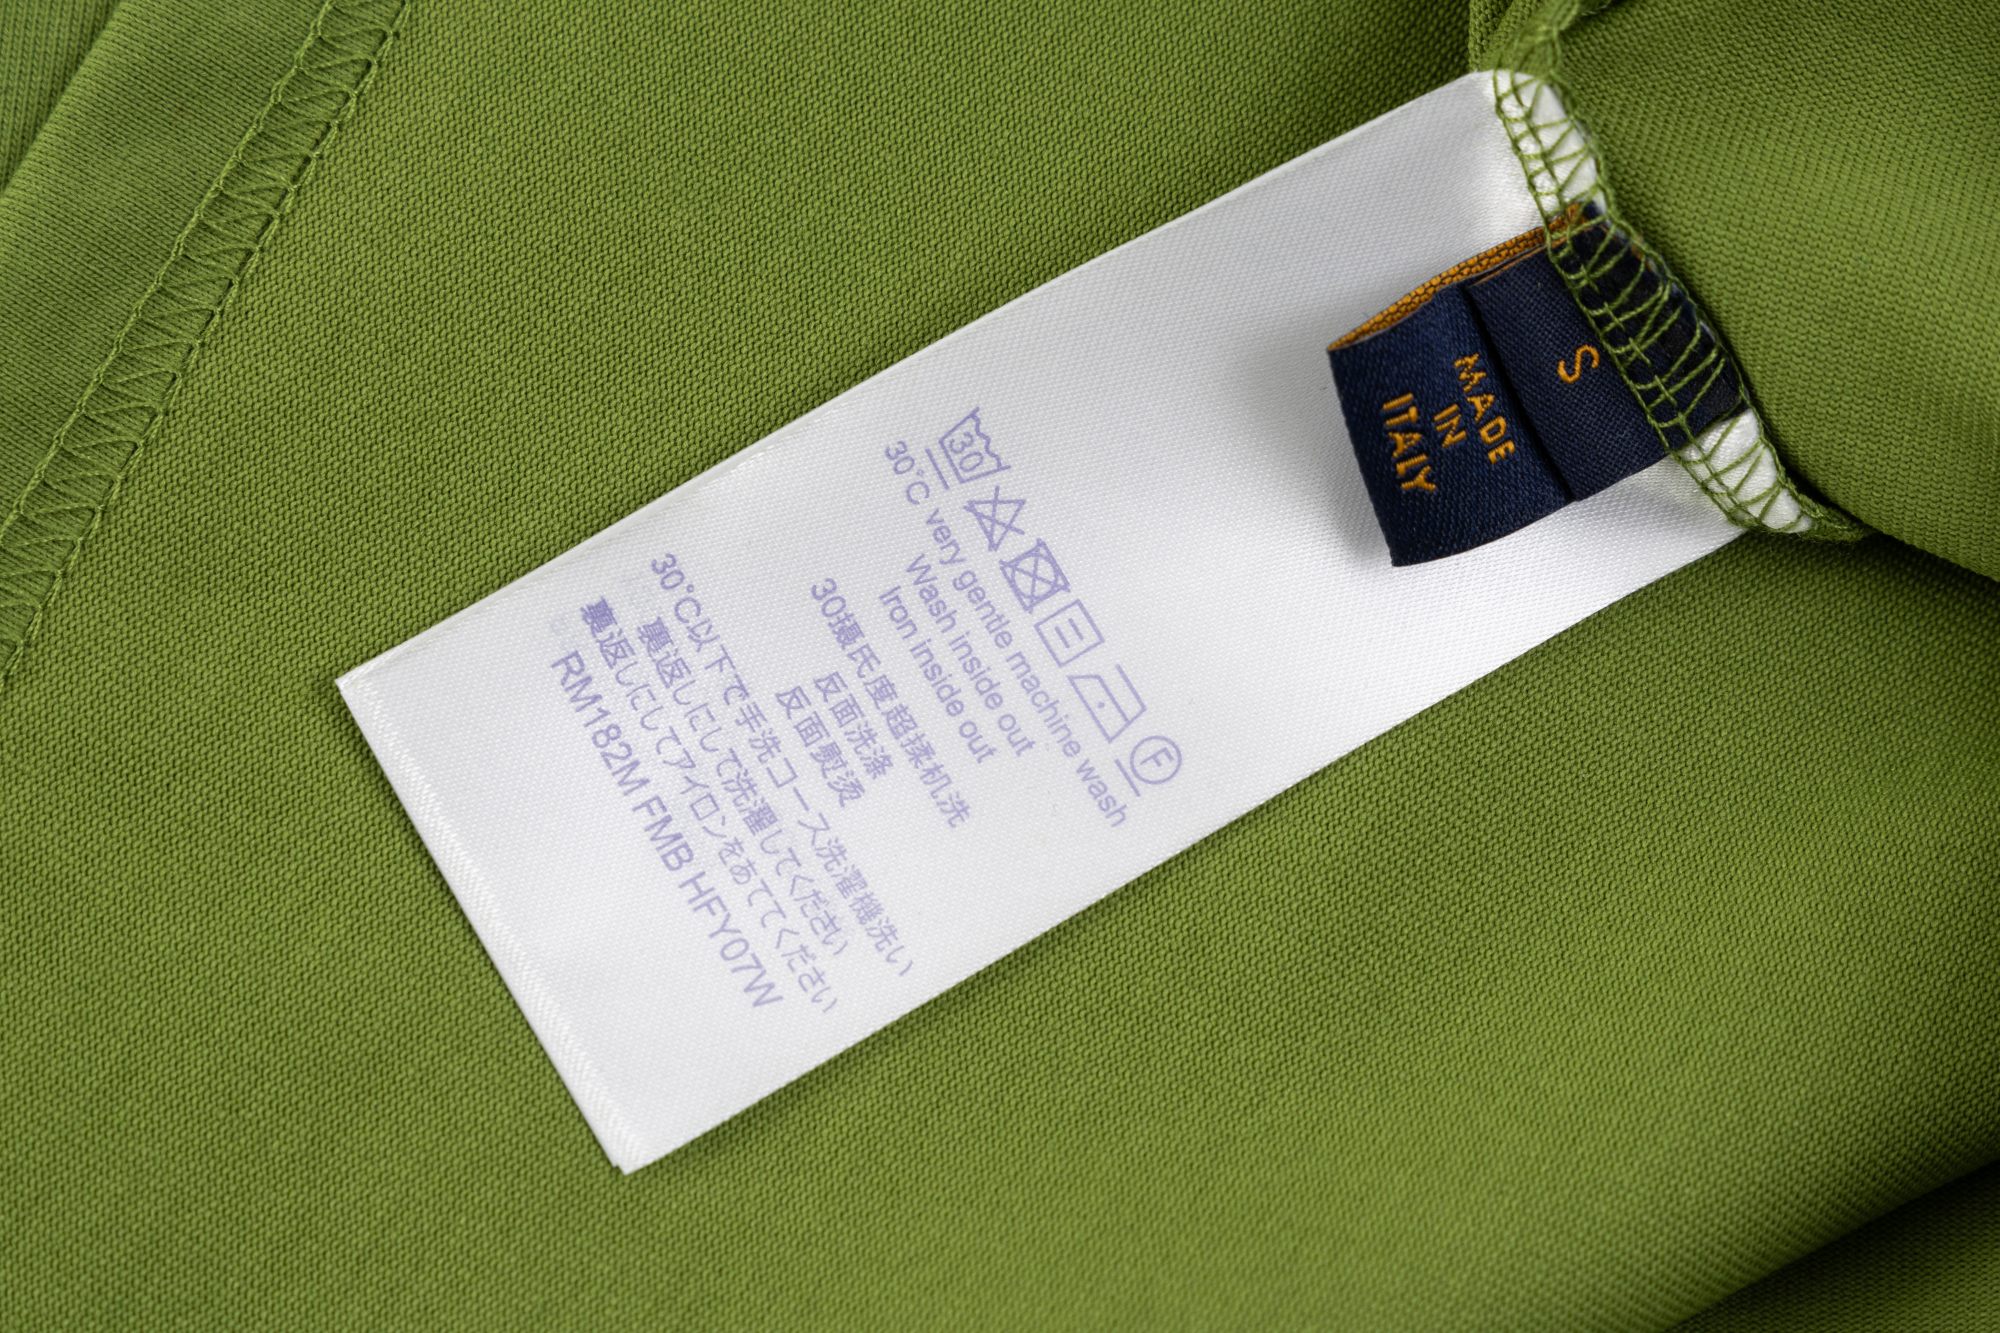 S
MADE
IN
ITALY
30
F
30°C very gentle machine wash
Wash inside out
Iron inside out
30摄氏度超揉机洗
反面洗涤
反面熨烫
30°C以下で手洗コース洗濯機洗い
裏返しにして洗濯してください
裏返しにしてアイロンをあててください
RM182M FMB HFY07W